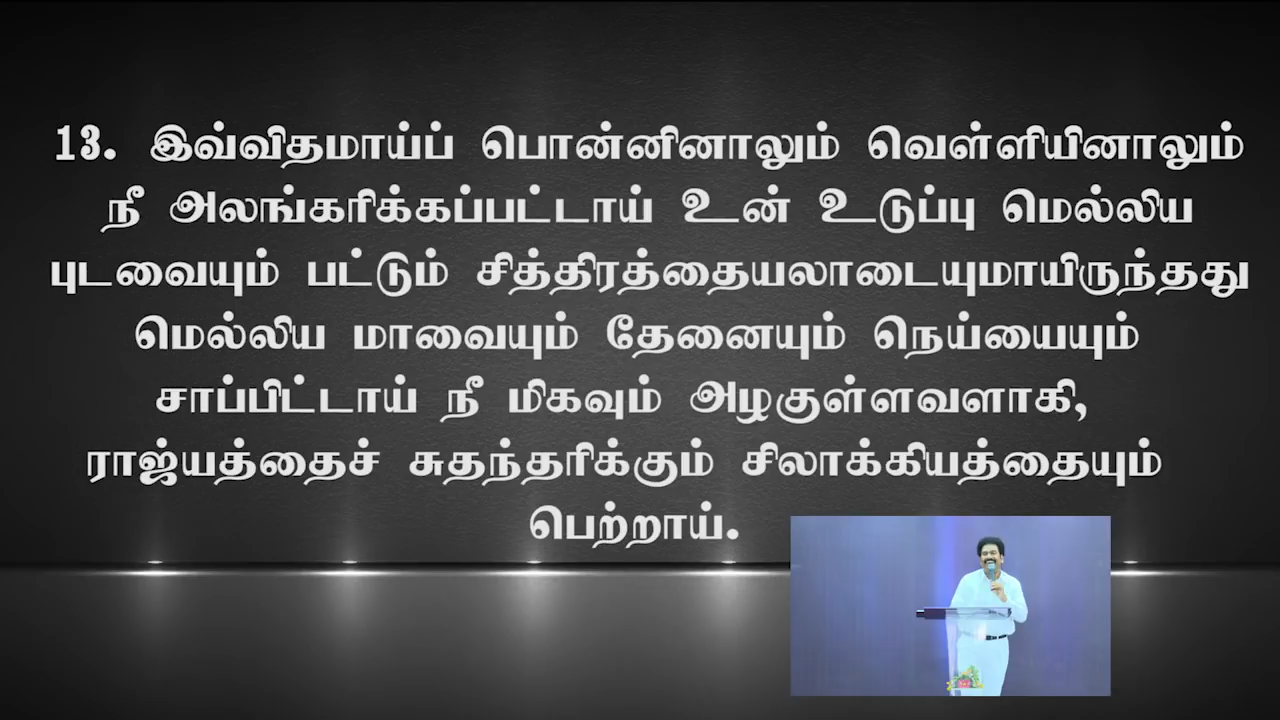 13. இவ்விதமாய்ப் பொன்னினாலும் வெள்ளியினாலும்
நீ அலங்கரிக்கப்பட்டாய் உன் உடுப்பு மெல்லிய
புடவையும் பட்டும் சித்திரத்தையலாடையுமாயிருந்தது
மெல்லிய மாவையும் தேனையும் நெய்யையும்
சாப்பிட்டாய் நீ மிகவும் அழகுள்ளவளாகி,
ராஜ்யத்தைச் சுதந்தரிக்கும் சிலாக்கியத்தையும்
பெற்றாய்.